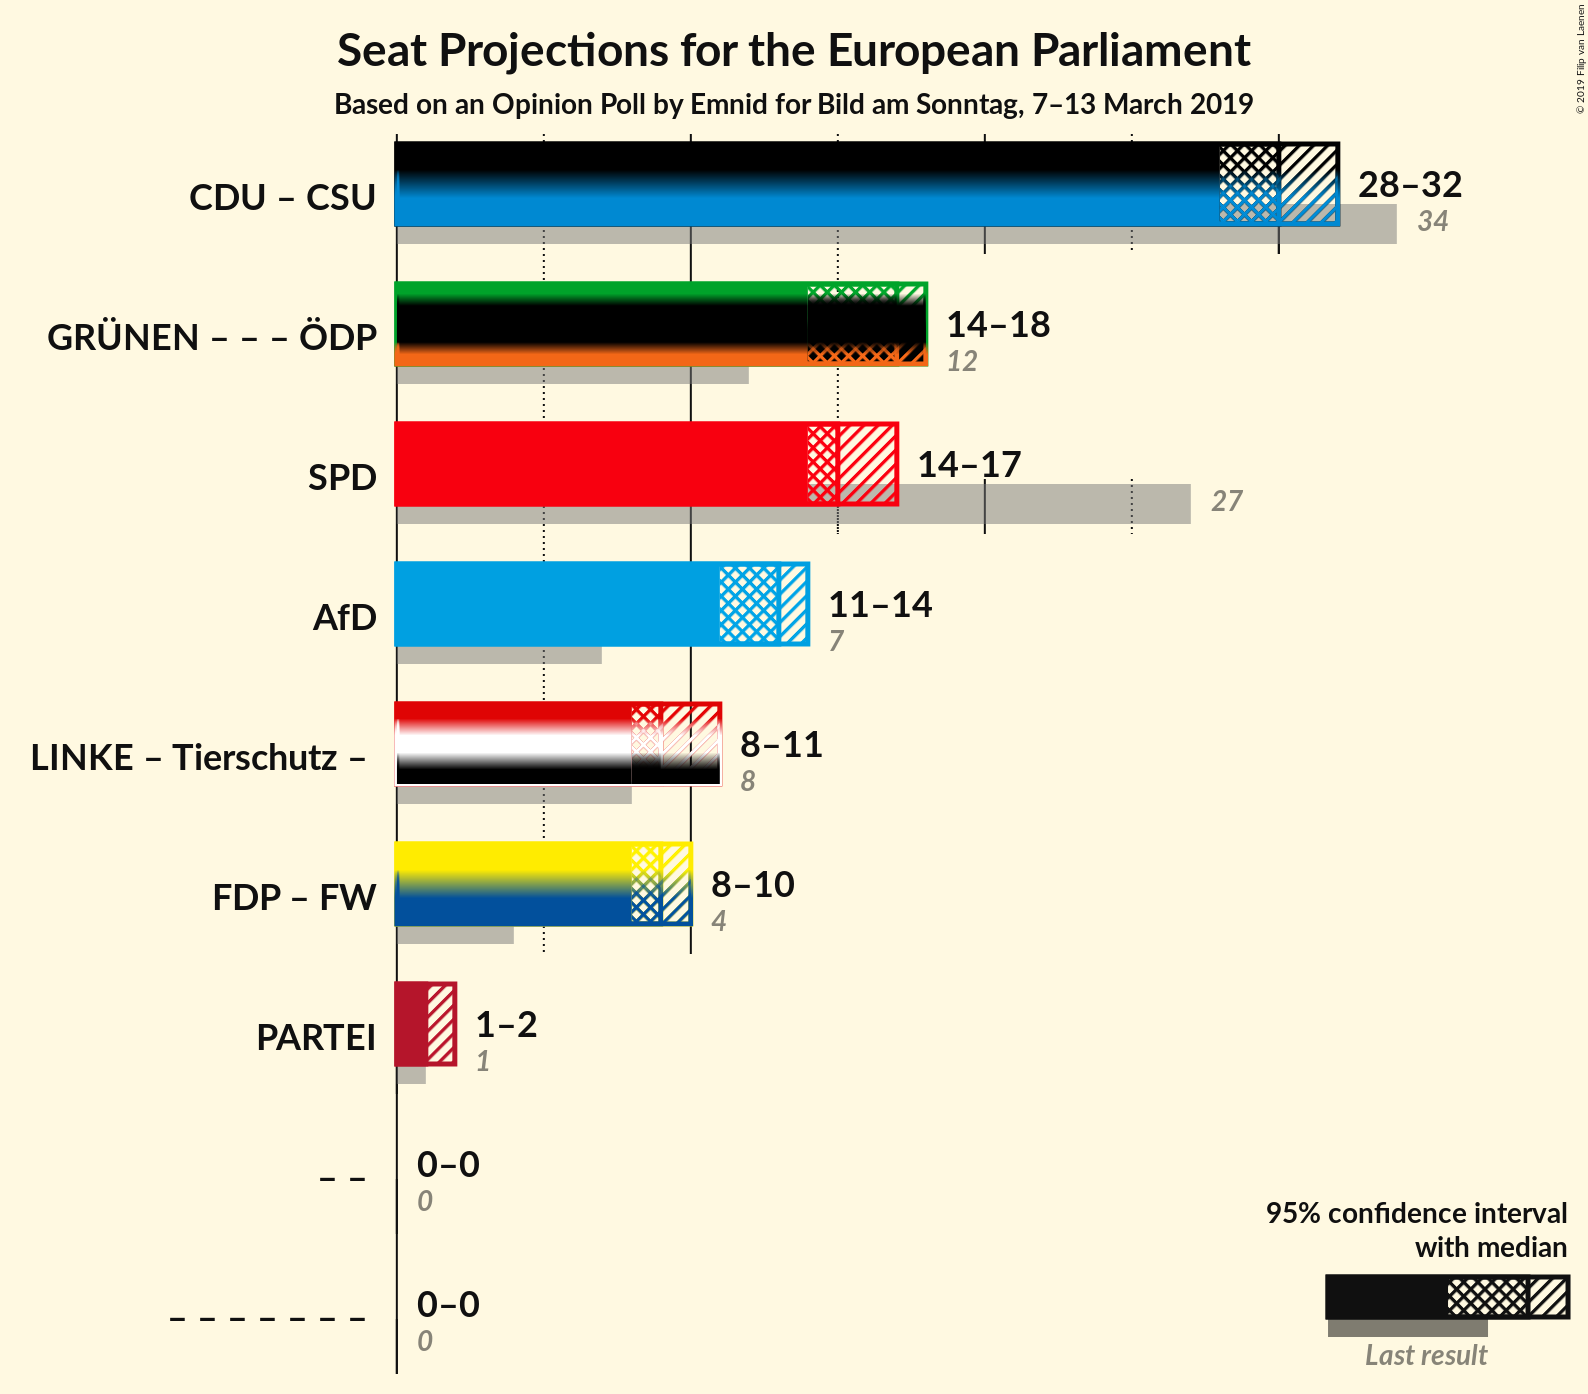 Seat Projections for the European Parliament
Based on an Opinion Poll by Emnid for Bild am Sonntag, 7–13 March 2019
© 2019 Filip van Laenen
CDU – CSU
28–32
34
GRÜNEN – – – ÖDP
14–18
12
SPD
14–17
27
AfD
11–14
7
LINKE – Tierschutz –
8–11
8
FDP – FW
8–10
4
PARTEI
1–2
1
– –
0–0
0
– – – – – – –
0–0
0
95% confidence interval
with median
Last result